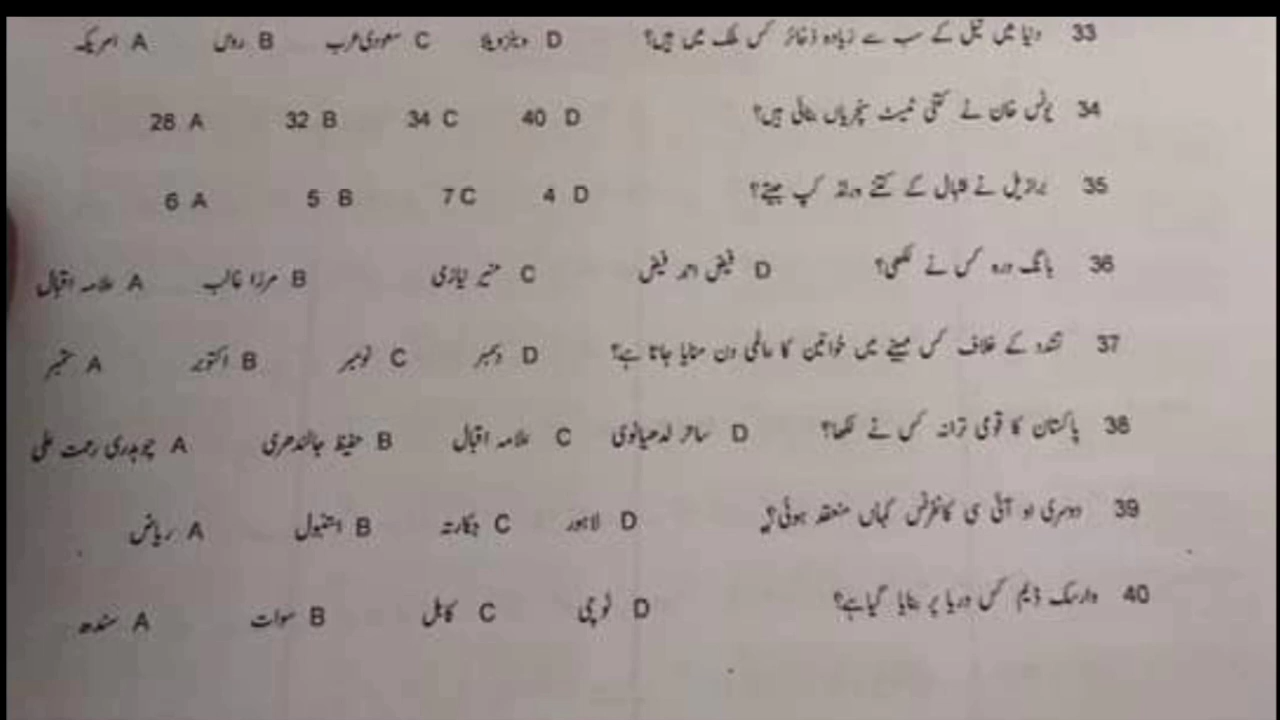 33 دنیا میں تیل کے سب سے زیادہ ذخائر کس ملک میں ہیں؟ D وینزویلا C سعودی عرب B روس A امریکہ
34 یونس خان نے کتنی ٹیسٹ سنچریاں بنائی ہیں؟ D 40 C 34 B 32 A 28
35 برازیل نے فٹبال کے کتنے ورلڈ کپ جیتے؟ D 4 C 7 B 5 A 6
36 بانگ درہ کس نے لکھی؟ D فیض احمد فیض C منیر نیازی B مرزا غالب A علامہ اقبال
37 تشدد کے خلاف کس مہینے میں خواتین کا عالمی دن منایا جاتا ہے؟ D دسمبر C نومبر B اکتوبر A ستمبر
38 پاکستان کا قومی ترانہ کس نے لکھا؟ D ساحر لدھیانوی C علامہ اقبال B حفیظ جالندھری A چوہدری رحمت علی
39 دوسری او آئی سی کانفرنس کہاں منعقد ہوئی؟ D لاہور C جکارتہ B استنبول A ریاض
40 وارسک ڈیم کس دریا پر بنایا گیا ہے؟ D ٹوچی C کابل B سوات A سندھ